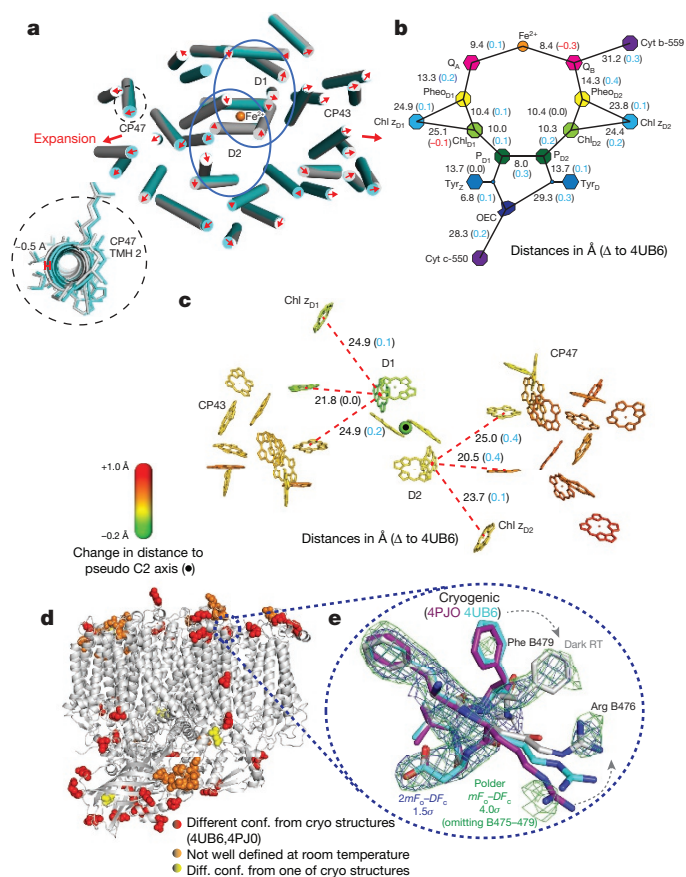 a
D1
Fe2+
CP47
CP43
Expansion
D2
~0.5 A
CP47
TMH 2
b
Fe2+
9.4 (0.1)
8.4 (–0.3)
Cyt b-559
QA
QB
31.2 (0.3)
13.3 (0.2)
14.3 (0.4)
PheoD1
PheoD2
24.9 (0.1)
10.4 (0.1)
10.4 (0.0)
23.8 (0.1)
Chl zD1
Chl zD2
25.1
(–0.1)
ChlD1
10.0
(0.1)
10.3
(0.2)
ChlD2
24.4
(0.2)
PD1
PD2
8.0
(0.3)
13.7 (0.0)
13.7 (0.1)
TyrZ
TyrD
6.8 (0.1)
29.3 (0.3)
OEC
28.3 (0.2)
Distances in Å (Δ to 4UB6)
Cyt c-550
c
Chl zD1
24.9 (0.1)
D1
CP47
CP43
21.8 (0.0)
24.9 (0.2)
25.0 (0.4)
20.5 (0.4)
D2
23.7 (0.1)
Chl zD2
Distances in Å (Δ to 4UB6)
+1.0 Å
–0.2 Å
Change in distance to
pseudo C2 axis ( )
d
Different conf. from cryo structures
(4UB6,4PJ0)
Not well defined at room temperature
Diff. conf. from one of cryo structures
e
Cryogenic
(4PJO 4UB6)
Phe B479
Dark RT
Arg B476
2mFo–DFc
1.5σ
Polder
mFo–DFc
4.0σ
(omitting B475–479)